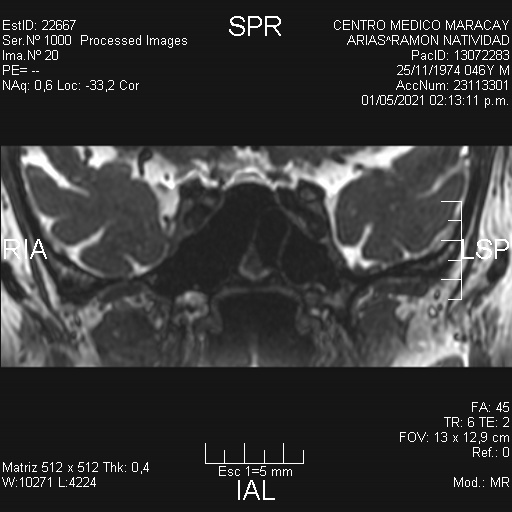 EstID: 22667
Ser.Nº 1000 Processed Images
Ima.Nº 20
PE= --
NAq: 0,6 Loc: -33,2 Cor
SPR
CENTRO MEDICO MARACAY
ARIAS^RAMON NATIVIDAD
PacID: 13072283
25/11/1974 046Y M
AccNum: 23113301
01/05/2021 02:13:11 p.m.
RIA
LSP
FA: 45
TR: 6 TE: 2
FOV: 13 x 12,9 cm
Ref.: 0
Matriz 512 x 512 Thk: 0,4
W:10271 L:4224
Esc 1=5 mm
IAL
Mod.: MR